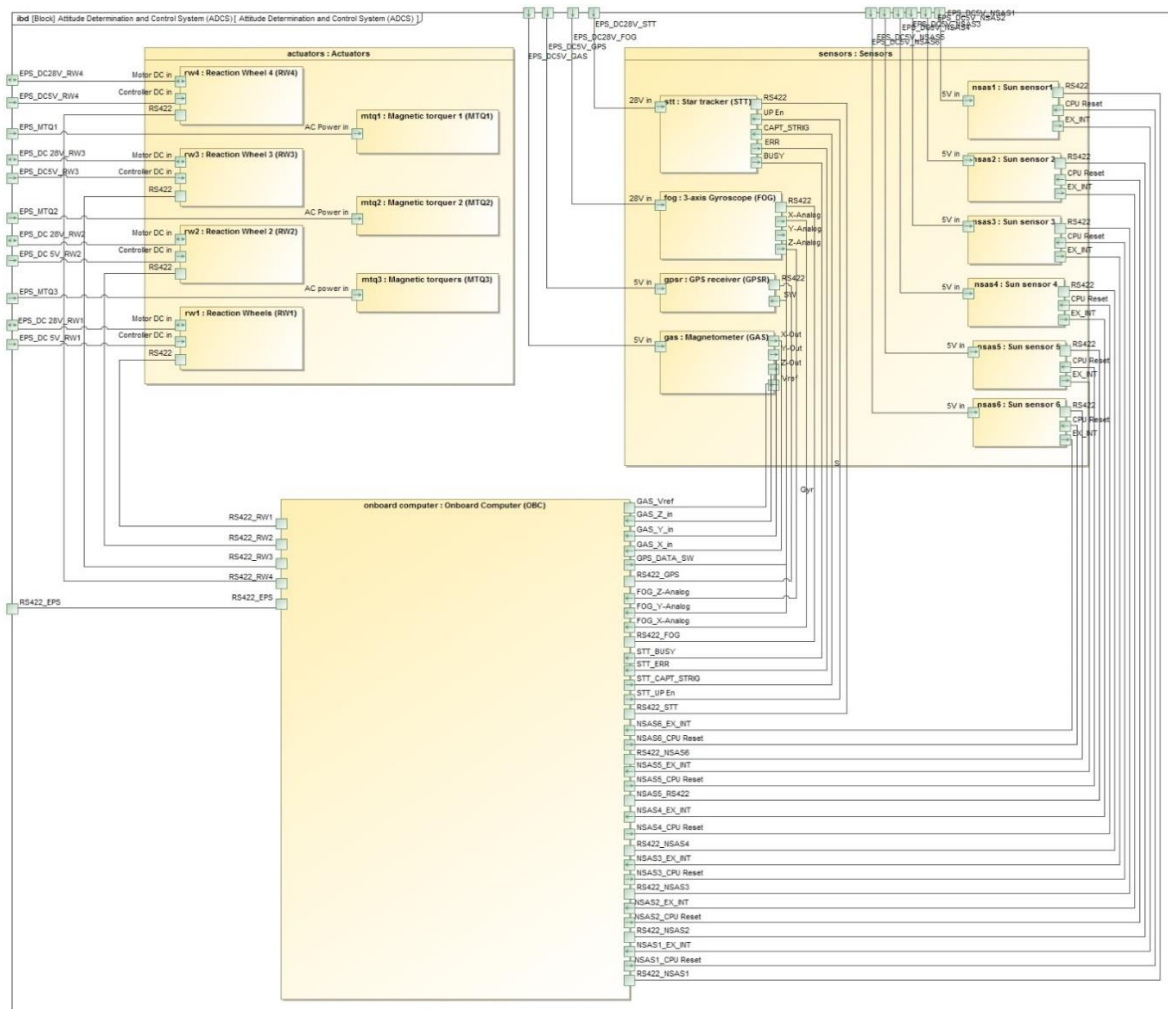 ibd [Block] Attitude Determination and Control System (ADCS) [ Attitude Determination and Control System (ADCS) ]
EPS_DC28V_STT
EPS_DC28V_FOG
EPS_DC5V_GPS
EPS_DC5V_GAS
EPS_DC5V_NSAS1
EPS_DC5V_NSAS2
EPS_DC5V_NSAS3
EPS_DC5V_NSAS4
EPS_DC5V_NSAS5
EPS_DC5V_NSAS6
actuators : Actuators
EPS_DC28V_RW4
Motor DC in
rw4 : Reaction Wheel 4 (RW4)
EPS_DC5V_RW4
Controller DC in
RS422
EPS_MTQ1
AC Power in
mtq1 : Magnetic torquer 1 (MTQ1)
EPS_DC 28V_RW3
Motor DC in
rw3 : Reaction Wheel 3 (RW3)
EPS_DC5V_RW3
Controller DC in
RS422
EPS_MTQ2
AC Power in
mtq2 : Magnetic torquer 2 (MTQ2)
EPS_DC 28V_RW2
Motor DC in
rw2 : Reaction Wheel 2 (RW2)
EPS_DC 5V_RW2
Controller DC in
RS422
EPS_MTQ3
AC power in
mtq3 : Magnetic torquers (MTQ3)
EPS_DC 28V_RW1
Motor DC in
rw1 : Reaction Wheels (RW1)
EPS_DC 5V_RW1
Controller DC in
RS422
sensors : Sensors
28V in
stt : Star tracker (STT)
RS422
UP En
CAPT_STRIG
ERR
BUSY
28V in
fog : 3-axis Gyroscope (FOG)
RS422
X-Analog
Y-Analog
Z-Analog
5V in
gpsr : GPS receiver (GPSR)
RS422
SW
5V in
gas : Magnetometer (GAS)
X-Out
Y-Out
Z-Out
Vref
5V in
nsas1 : Sun sensor1
RS422
CPU Reset
EX_INT
5V in
nsas2 : Sun sensor 2
RS422
CPU Reset
EX_INT
5V in
nsas3 : Sun sensor 3
RS422
CPU Reset
EX_INT
5V in
nsas4 : Sun sensor 4
RS422
CPU Reset
EX_INT
5V in
nsas5 : Sun sensor 5
RS422
CPU Reset
EX_INT
5V in
nsas6 : Sun sensor 6
RS422
CPU Reset
EX_INT
S
Gyr
onboard computer : Onboard Computer (OBC)
RS422_RW1
RS422_RW2
RS422_RW3
RS422_RW4
RS422_EPS
RS422_EPS
GAS_Vref
GAS_Z_in
GAS_Y_in
GAS_X_in
GPS_DATA_SW
RS422_GPS
FOG_Z-Analog
FOG_Y-Analog
FOG_X-Analog
RS422_FOG
STT_BUSY
STT_ERR
STT_CAPT_STRIG
STT_UP En
RS422_STT
NSAS6_EX_INT
NSAS6_CPU Reset
RS422_NSAS6
NSAS5_EX_INT
NSAS5_CPU Reset
NSAS5_RS422
NSAS4_EX_INT
NSAS4_CPU Reset
RS422_NSAS4
NSAS3_EX_INT
NSAS3_CPU Reset
RS422_NSAS3
NSAS2_EX_INT
NSAS2_CPU Reset
RS422_NSAS2
NSAS1_EX_INT
NSAS1_CPU Reset
RS422_NSAS1